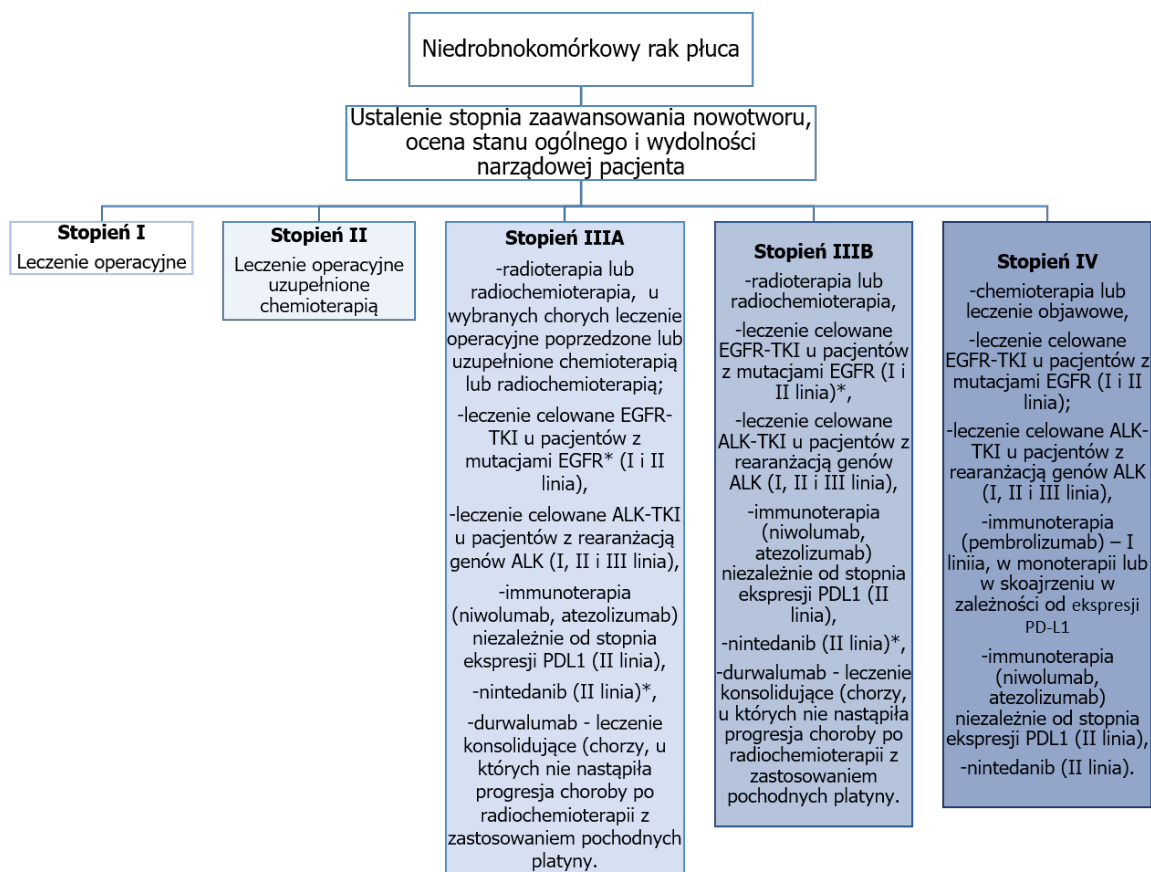 Niedrobnokomórkowy rak płuca
Ustalenie stopnia zaawansowania nowotworu,
ocena stanu ogólnego i wydolności
narządowej pacjenta
Stopień I
Leczenie operacyjne
Stopień II
Leczenie operacyjne
uzupełnione
chemioterapią
Stopień IIIA
-radioterapia lub
radiochemioterapia, u
wybranych chorych leczenie
operacyjne poprzedzone lub
uzupełnione chemioterapią
lub radiochemioterapią;
-leczenie celowane EGFR-
TKI u pacjentów z
mutacjami EGFR* (I i II
linia),
-leczenie celowane ALK-TKI
u pacjentów z rearanżacją
genów ALK (I, II i III linia),
-immunoterapia
(niwolumab, atezolizumab)
niezależnie od stopnia
ekspresji PDL1 (II linia),
-nintedanib (II linia)*,
-durwalumab - leczenie
konsolidujące (chorzy, u
których nie nastąpiła
progresja choroby po
radiochemioterapii z
zastosowaniem pochodnych
platyny.
Stopień IIIB
-radioterapia lub
radiochemioterapia,
-leczenie celowane
EGFR-TKI u pacjentów
z mutacjami EGFR (I i
II linia)*,
-leczenie celowane
ALK-TKI u pacjentów z
rearanżacją genów
ALK (I, II i III linia),
-immunoterapia
(niwolumab,
atezolizumab)
niezależnie od stopnia
ekspresji PDL1 (II
linia),
-nintedanib (II linia)*,
-durwalumab - leczenie
konsolidujące (chorzy,
u których nie nastąpiła
progresja choroby po
radiochemioterapii z
zastosowaniem
pochodnych platyny.
Stopień IV
-chemioterapia lub
leczenie objawowe,
-leczenie celowane
EGFR-TKI u pacjentów z
mutacjami EGFR (I i II
linia);
-leczenie celowane ALK-
TKI u pacjentów z
rearanżacją genów ALK
(I, II i III linia),
-immunoterapia
(pembrolizumab) – I
liniia, w monoterapii lub
w skoajrzeniu w
zależności od ekspresji
PD-L1
-immunoterapia
(niwolumab,
atezolizumab)
niezależnie od stopnia
ekspresji PDL1 (II linia),
-nintedanib (II linia).